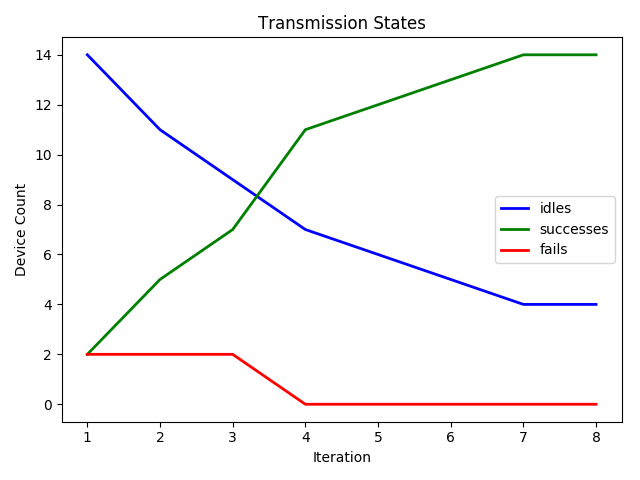 Transmission States
Device Count
14
12
10
8
6
4
2
0
idles
successes
fails
1 2 3 4 5 6 7 8
Iteration